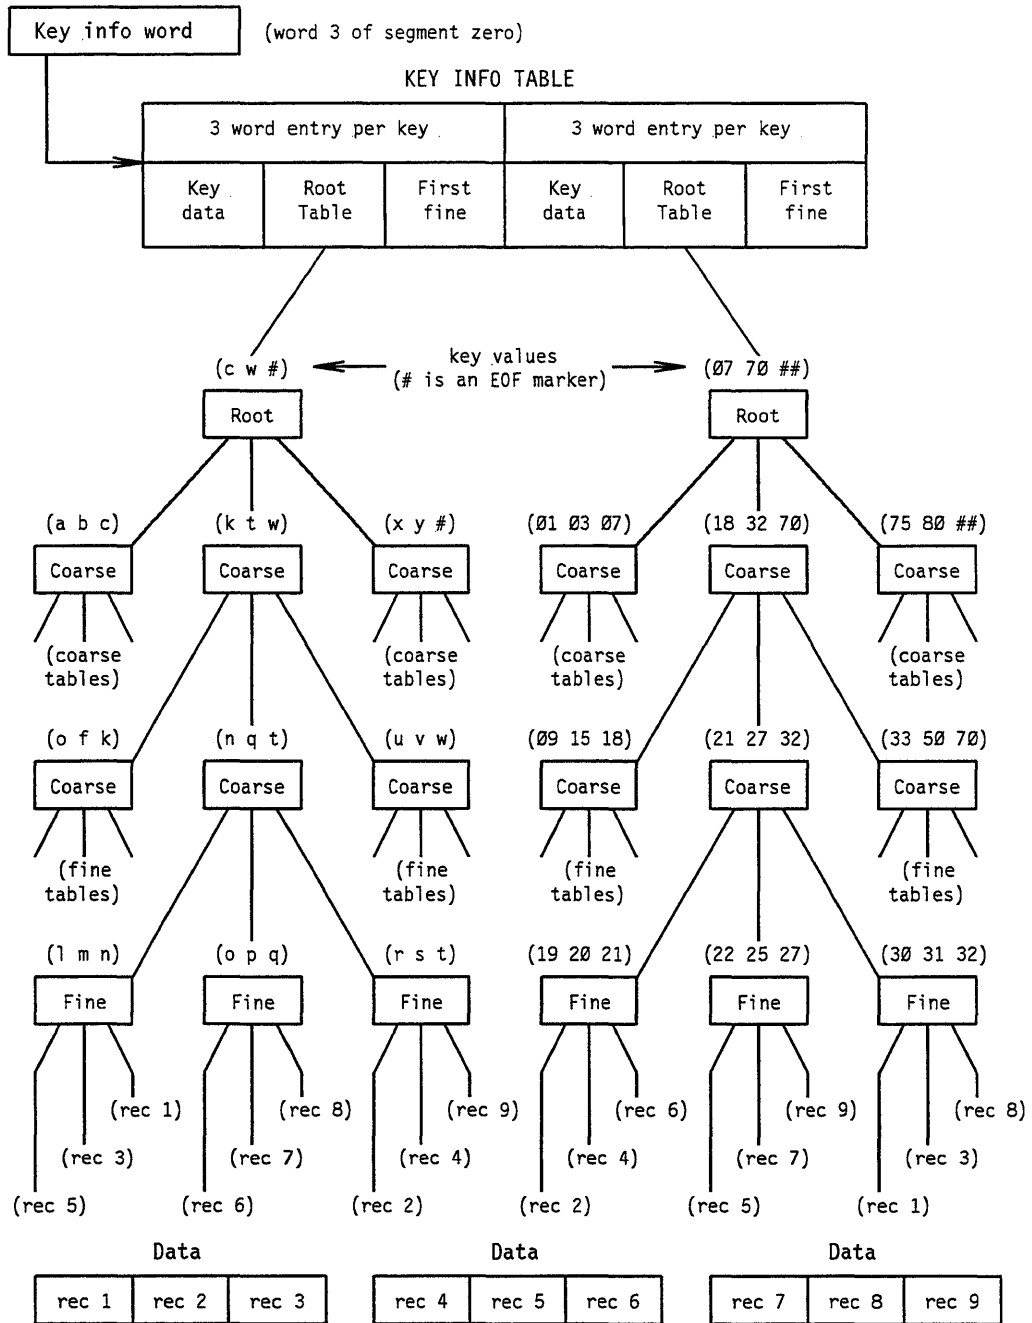 Key info word (word 3 of segment zero)
KEY INFO TABLE
3 word entry per key 3 word entry per key
Key Root First Key Root First
data Table fine data Table fine
key values
(c w #) (Ø7 7Ø ##)
(# is an EOF marker)
Root Root
(a b c) (k t w) (x y #) (Ø1 Ø3 Ø7) (18 32 7Ø) (75 8Ø ##)
Coarse Coarse Coarse Coarse Coarse Coarse
(coarse (coarse (coarse (coarse
tables) tables) tables) tables)
(o f k) (n q t) (u v w) (Ø9 15 18) (21 27 32) (33 5Ø 7Ø)
Coarse Coarse Coarse Coarse Coarse Coarse
(fine (fine (fine (fine
tables) tables) tables) tables)
(l m n) (o p q) (r s t) (19 2Ø 21) (22 25 27) (3Ø 31 32)
Fine Fine Fine Fine Fine Fine
(rec 1) (rec 8) (rec 9) (rec 6) (rec 9) (rec 8)
(rec 3) (rec 7) (rec 4) (rec 4) (rec 7) (rec 3)
(rec 5) (rec 6) (rec 2) (rec 2) (rec 5) (rec 1)
Data Data Data
rec 1 rec 2 rec 3 rec 4 rec 5 rec 6 rec 7 rec 8 rec 9